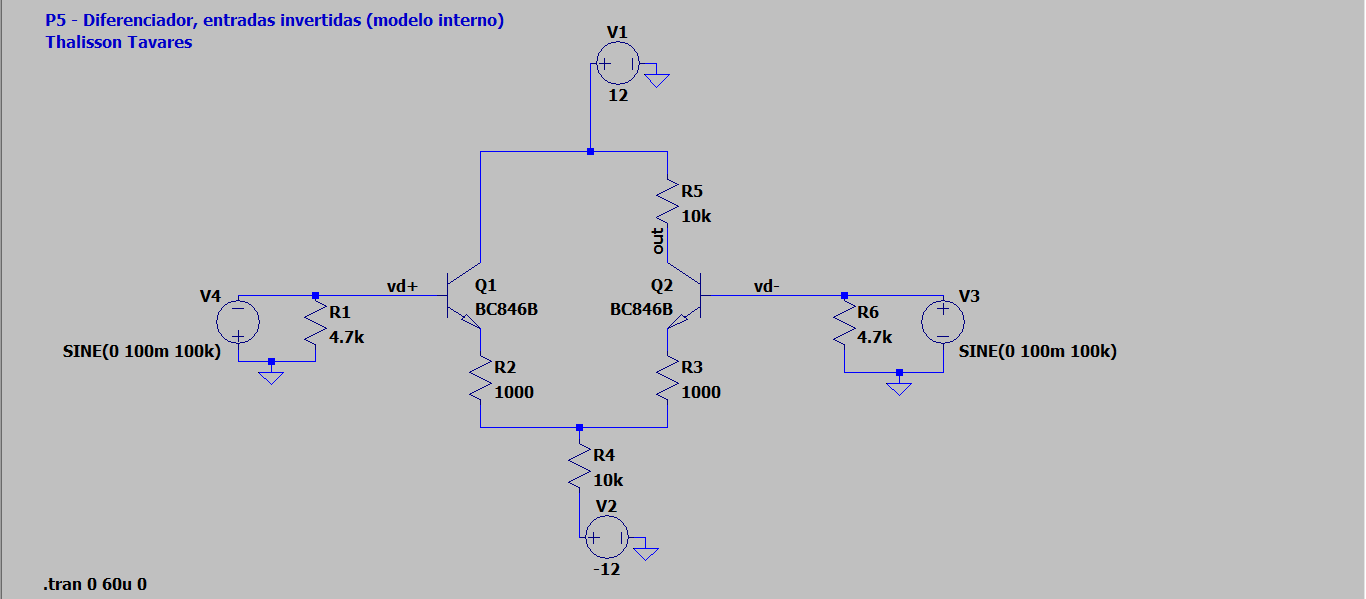 P5 - Diferenciador, entradas invertidas (modelo interno)
Thalisson Tavares
V1
12
R5
10k
out
vd+
Q1
BC846B
Q2
BC846B
vd-
V4
SINE(0 100m 100k)
R1
4.7k
R6
4.7k
V3
SINE(0 100m 100k)
R2
1000
R3
1000
R4
10k
V2
-12
.tran 0 60u 0